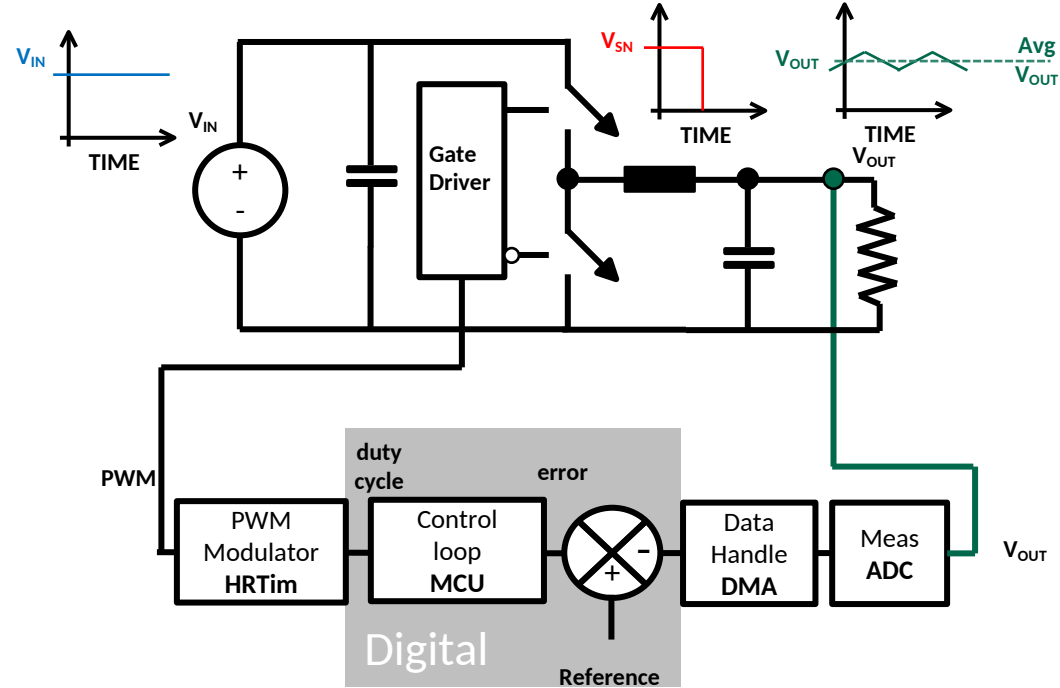 VIN
TIME
VIN
+
-
Gate
Driver
VSN
TIME
VOUT
Avg
VOUT
TIME
VOUT
PWM
PWM
Modulator
HRTim
duty
cycle
Control
loop
MCU
error
-
+
Reference
Digital
Data
Handle
DMA
Meas
ADC
VOUT